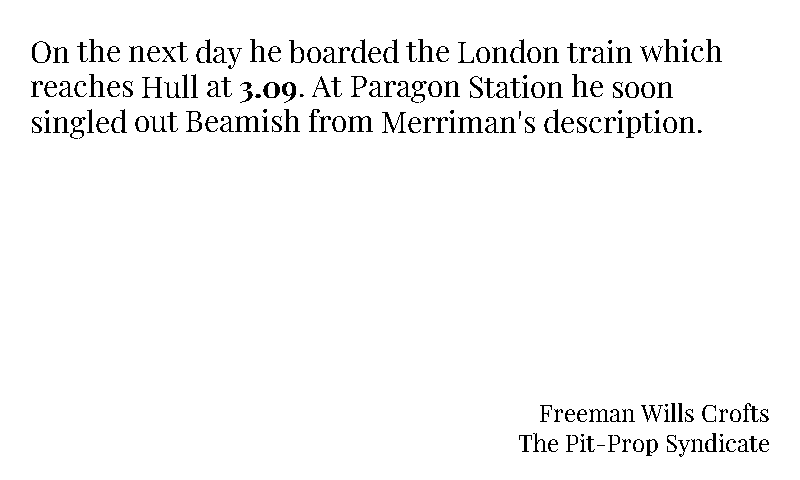 On the next day he boarded the London train which
reaches Hull at 3.09. At Paragon Station he soon
singled out Beamish from Merriman's description.
Freeman Wills Crofts
The Pit-Prop Syndicate